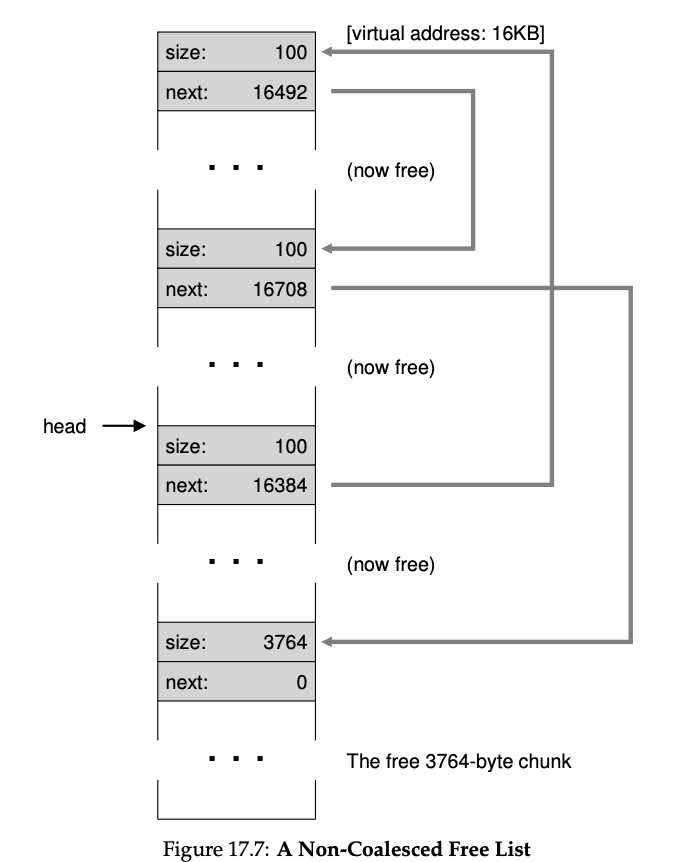 [virtual address: 16KB]
size: 100
next: 16492
. . . (now free)
size: 100
next: 16708
. . . (now free)
head
size: 100
next: 16384
. . . (now free)
size: 3764
next: 0
. . . The free 3764-byte chunk
Figure 17.7: A Non-Coalesced Free List